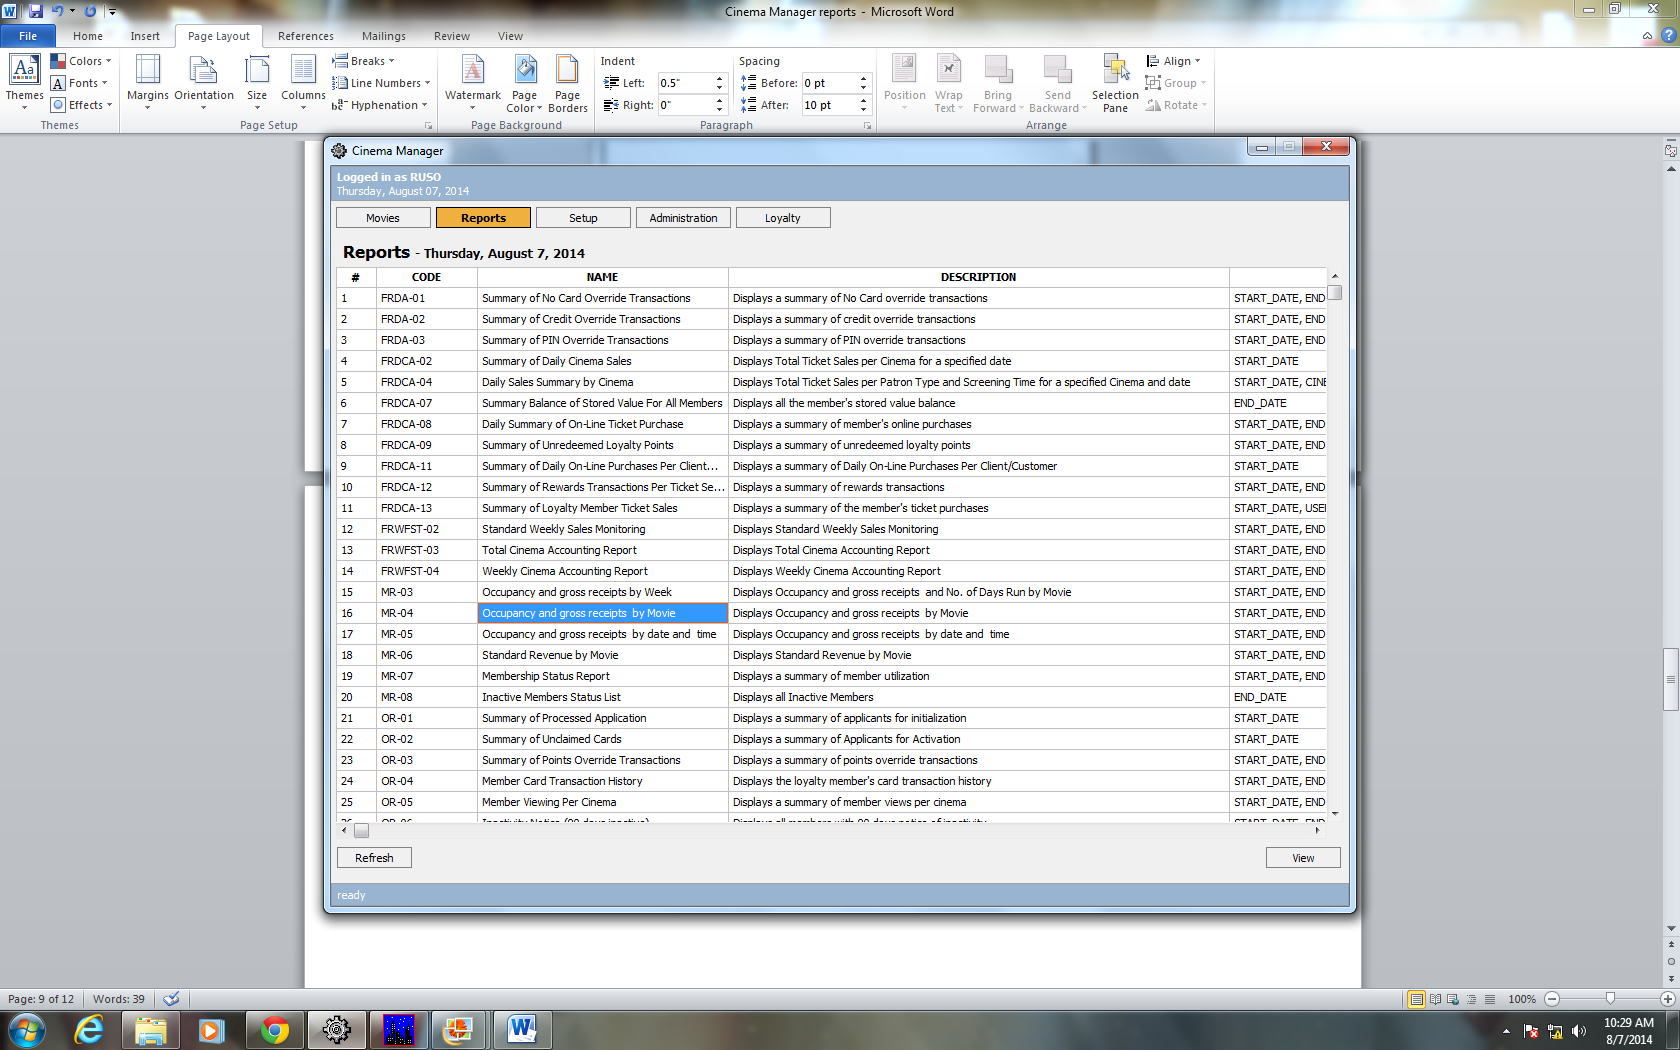 Cinema Manager reports - Microsoft Word
File Home Insert Page Layout References Mailings Review View
Themes Colors Fonts Effects Themes
Margins Orientation Size Columns Breaks Line Numbers Hyphenation Page Setup
Watermark Page Color Page Borders Page Background
Indent Left: 0.5" Right: 0" Spacing Before: 0 pt After: 10 pt Paragraph
Position Wrap Text Bring Forward Send Backward Selection Pane Align Group Rotate Arrange
Cinema Manager
Logged in as RUSO
Thursday, August 07, 2014
Movies Reports Setup Administration Loyalty
Reports - Thursday, August 7, 2014
# CODE NAME DESCRIPTION
1 FRDA-01 Summary of No Card Override Transactions Displays a summary of No Card override transactions START_DATE, END
2 FRDA-02 Summary of Credit Override Transactions Displays a summary of credit override transactions START_DATE, END
3 FRDA-03 Summary of PIN Override Transactions Displays a summary of PIN override transactions START_DATE, END
4 FRDCA-02 Summary of Daily Cinema Sales Displays Total Ticket Sales per Cinema for a specified date START_DATE
5 FRDCA-04 Daily Sales Summary by Cinema Displays Total Ticket Sales per Patron Type and Screening Time for a specified Cinema and date START_DATE, CINE
6 FRDCA-07 Summary Balance of Stored Value For All Members Displays all the member's stored value balance END_DATE
7 FRDCA-08 Daily Summary of On-Line Ticket Purchase Displays a summary of member's online purchases START_DATE, END
8 FRDCA-09 Summary of Unredeemed Loyalty Points Displays a summary of unredeemed loyalty points START_DATE, END
9 FRDCA-11 Summary of Daily On-Line Purchases Per Client... Displays a summary of Daily On-Line Purchases Per Client/Customer START_DATE
10 FRDCA-12 Summary of Rewards Transactions Per Ticket Se... Displays a summary of rewards transactions START_DATE, END
11 FRDCA-13 Summary of Loyalty Member Ticket Sales Displays a summary of the member's ticket purchases START_DATE, USE
12 FRWFST-02 Standard Weekly Sales Monitoring Displays Standard Weekly Sales Monitoring START_DATE, END
13 FRWFST-03 Total Cinema Accounting Report Displays Total Cinema Accounting Report START_DATE, END
14 FRWFST-04 Weekly Cinema Accounting Report Displays Weekly Cinema Accounting Report START_DATE, END
15 MR-03 Occupancy and gross receipts by Week Displays Occupancy and gross receipts and No. of Days Run by Movie START_DATE, END
16 MR-04 Occupancy and gross receipts by Movie Displays Occupancy and gross receipts by Movie START_DATE, END
17 MR-05 Occupancy and gross receipts by date and time Displays Occupancy and gross receipts by date and time START_DATE, END
18 MR-06 Standard Revenue by Movie Displays Standard Revenue by Movie START_DATE, END
19 MR-07 Membership Status Report Displays a summary of member utilization START_DATE, END
20 MR-08 Inactive Members Status List Displays all Inactive Members END_DATE
21 OR-01 Summary of Processed Application Displays a summary of applicants for initialization START_DATE
22 OR-02 Summary of Unclaimed Cards Displays a summary of Applicants for Activation START_DATE
23 OR-03 Summary of Points Override Transactions Displays a summary of points override transactions START_DATE, END
24 OR-04 Member Card Transaction History Displays the loyalty member's card transaction history START_DATE, END
25 OR-05 Member Viewing Per Cinema Displays a summary of member views per cinema START_DATE, END
Refresh View
ready
Page: 9 of 12 Words: 39 100%
10:29 AM
8/7/2014